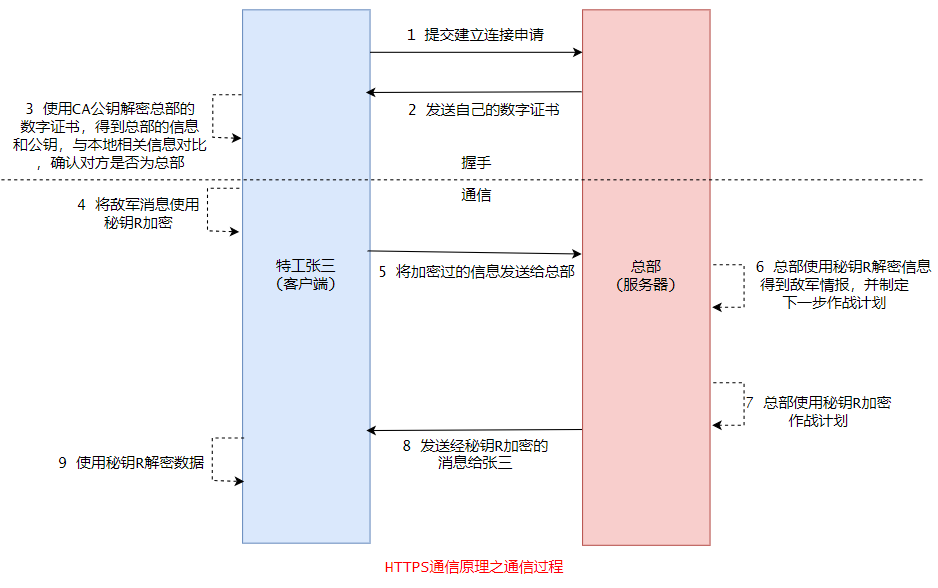 1 提交建立连接申请
2 发送自己的数字证书
3 使用CA公钥解密总部的
数字证书，得到总部的信息
和公钥，与本地相关信息对比
，确认对方是否为总部
握手
通信
4 将敌军消息使用
秘钥R加密
特工张三
（客户端）
5 将加密过的信息发送给总部
总部
（服务器）
6 总部使用秘钥R解密信息
得到敌军情报，并制定
下一步作战计划
7 总部使用秘钥R加密
作战计划
8 发送经秘钥R加密的
消息给张三
9 使用秘钥R解密数据
HTTPS通信原理之通信过程